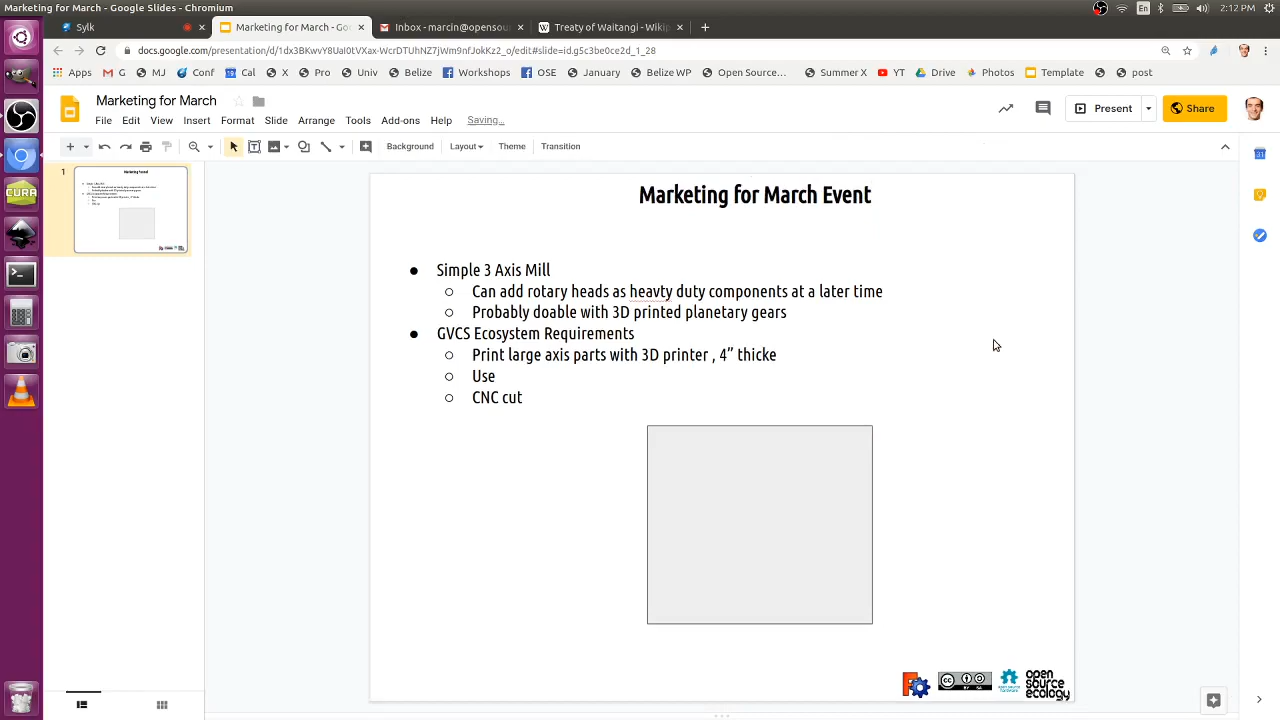 Marketing for March - Google Slides - Chromium
En
2:12 PM
Sylk
Marketing for March - Go
Inbox - marcin@opensou
Treaty of Waitangi - Wikip
docs.google.com/presentation/d/1dx3BKwvY8UaI0tVXax-WcrDTUhNZ7jWm9nfJokKz2_o/edit#slide=id.g5c3be0ce2d_1_28
Apps G MJ Conf Cal X Pro Univ Belize Workshops OSE January Belize WP Open Source... Summer X YT Drive Photos Template post
Marketing for March
Present
Share
File Edit View Insert Format Slide Arrange Tools Add-ons Help Saving...
Background Layout Theme Transition
CURA
1
Marketing for March Event
● Simple 3 Axis Mill
○ Can add rotary heads as heavty duty components at a later time
○ Probably doable with 3D printed planetary gears
● GVCS Ecosystem Requirements
○ Print large axis parts with 3D printer , 4” thicke
○ Use
○ CNC cut
open
source
ecology